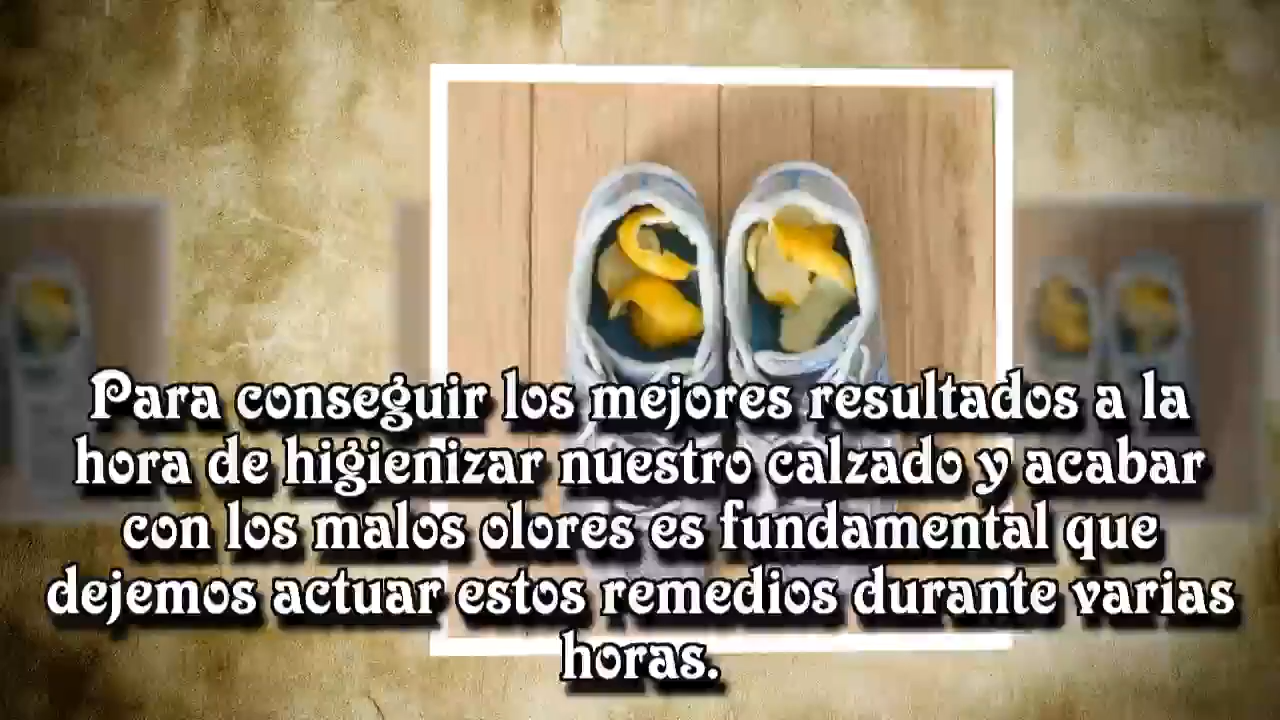 Para conseguir los mejores resultados a la
hora de higienizar nuestro calzado y acabar
con los malos olores es fundamental que
dejemos actuar estos remedios durante varias
horas.